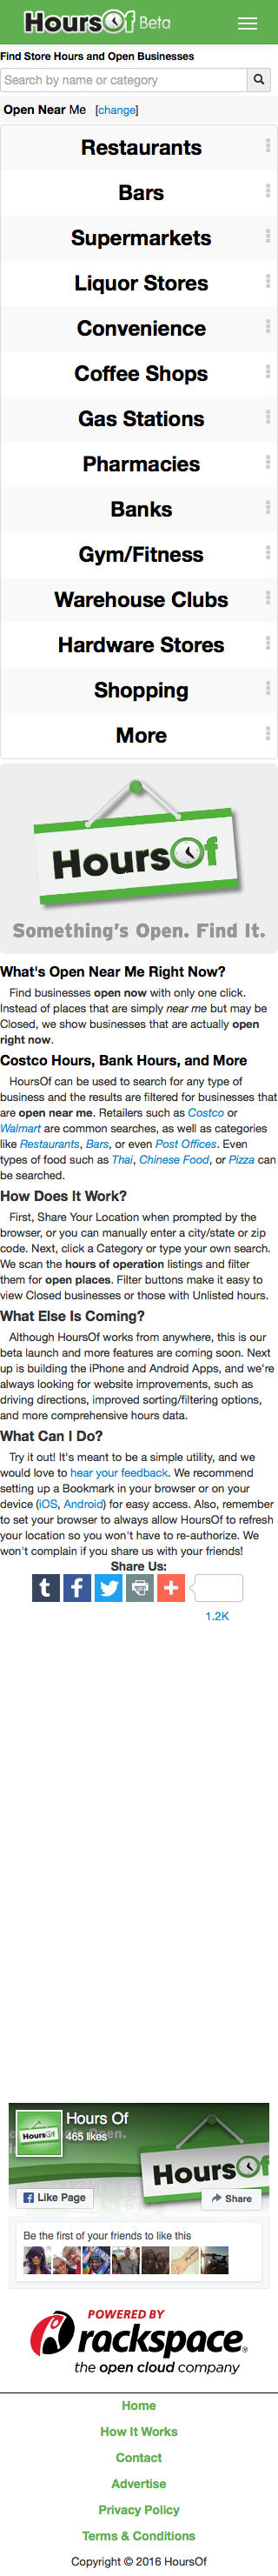 HoursOf Beta
Find Store Hours and Open Businesses
Search by name or category
Open Near Me [change]
Restaurants
Bars
Supermarkets
Liquor Stores
Convenience
Coffee Shops
Gas Stations
Pharmacies
Banks
Gym/Fitness
Warehouse Clubs
Hardware Stores
Shopping
More
HoursOf
Something's Open. Find It.
What's Open Near Me Right Now?
Find businesses open now with only one click.
Instead of places that are simply near me but may be
Closed, we show businesses that are actually open
right now.
Costco Hours, Bank Hours, and More
HoursOf can be used to search for any type of
business and the results are filtered for businesses that
are open near me. Retailers such as Costco or
Walmart are common searches, as well as categories
like Restaurants, Bars, or even Post Offices. Even
types of food such as Thai, Chinese Food, or Pizza can
be searched.
How Does It Work?
First, Share Your Location when prompted by the
browser, or you can manually enter a city/state or zip
code. Next, click a Category or type your own search.
We scan the hours of operation listings and filter
them for open places. Filter buttons make it easy to
view Closed businesses or those with Unlisted hours.
What Else Is Coming?
Although HoursOf works from anywhere, this is our
beta launch and more features are coming soon. Next
up is building the iPhone and Android Apps, and we're
always looking for website improvements, such as
driving directions, improved sorting/filtering options,
and more comprehensive hours data.
What Can I Do?
Try it out! It's meant to be a simple utility, and we
would love to hear your feedback. We recommend
setting up a Bookmark in your browser or on your
device (iOS, Android) for easy access. Also, remember
to set your browser to always allow HoursOf to refresh
your location so you won't have to re-authorize. We
won't complain if you share us with your friends!
Share Us:
1.2K
Hours Of
465 likes
HoursOf
HoursOf
Like Page
Share
Be the first of your friends to like this
POWERED BY
rackspace
the open cloud company
Home
How It Works
Contact
Advertise
Privacy Policy
Terms & Conditions
Copyright © 2016 HoursOf